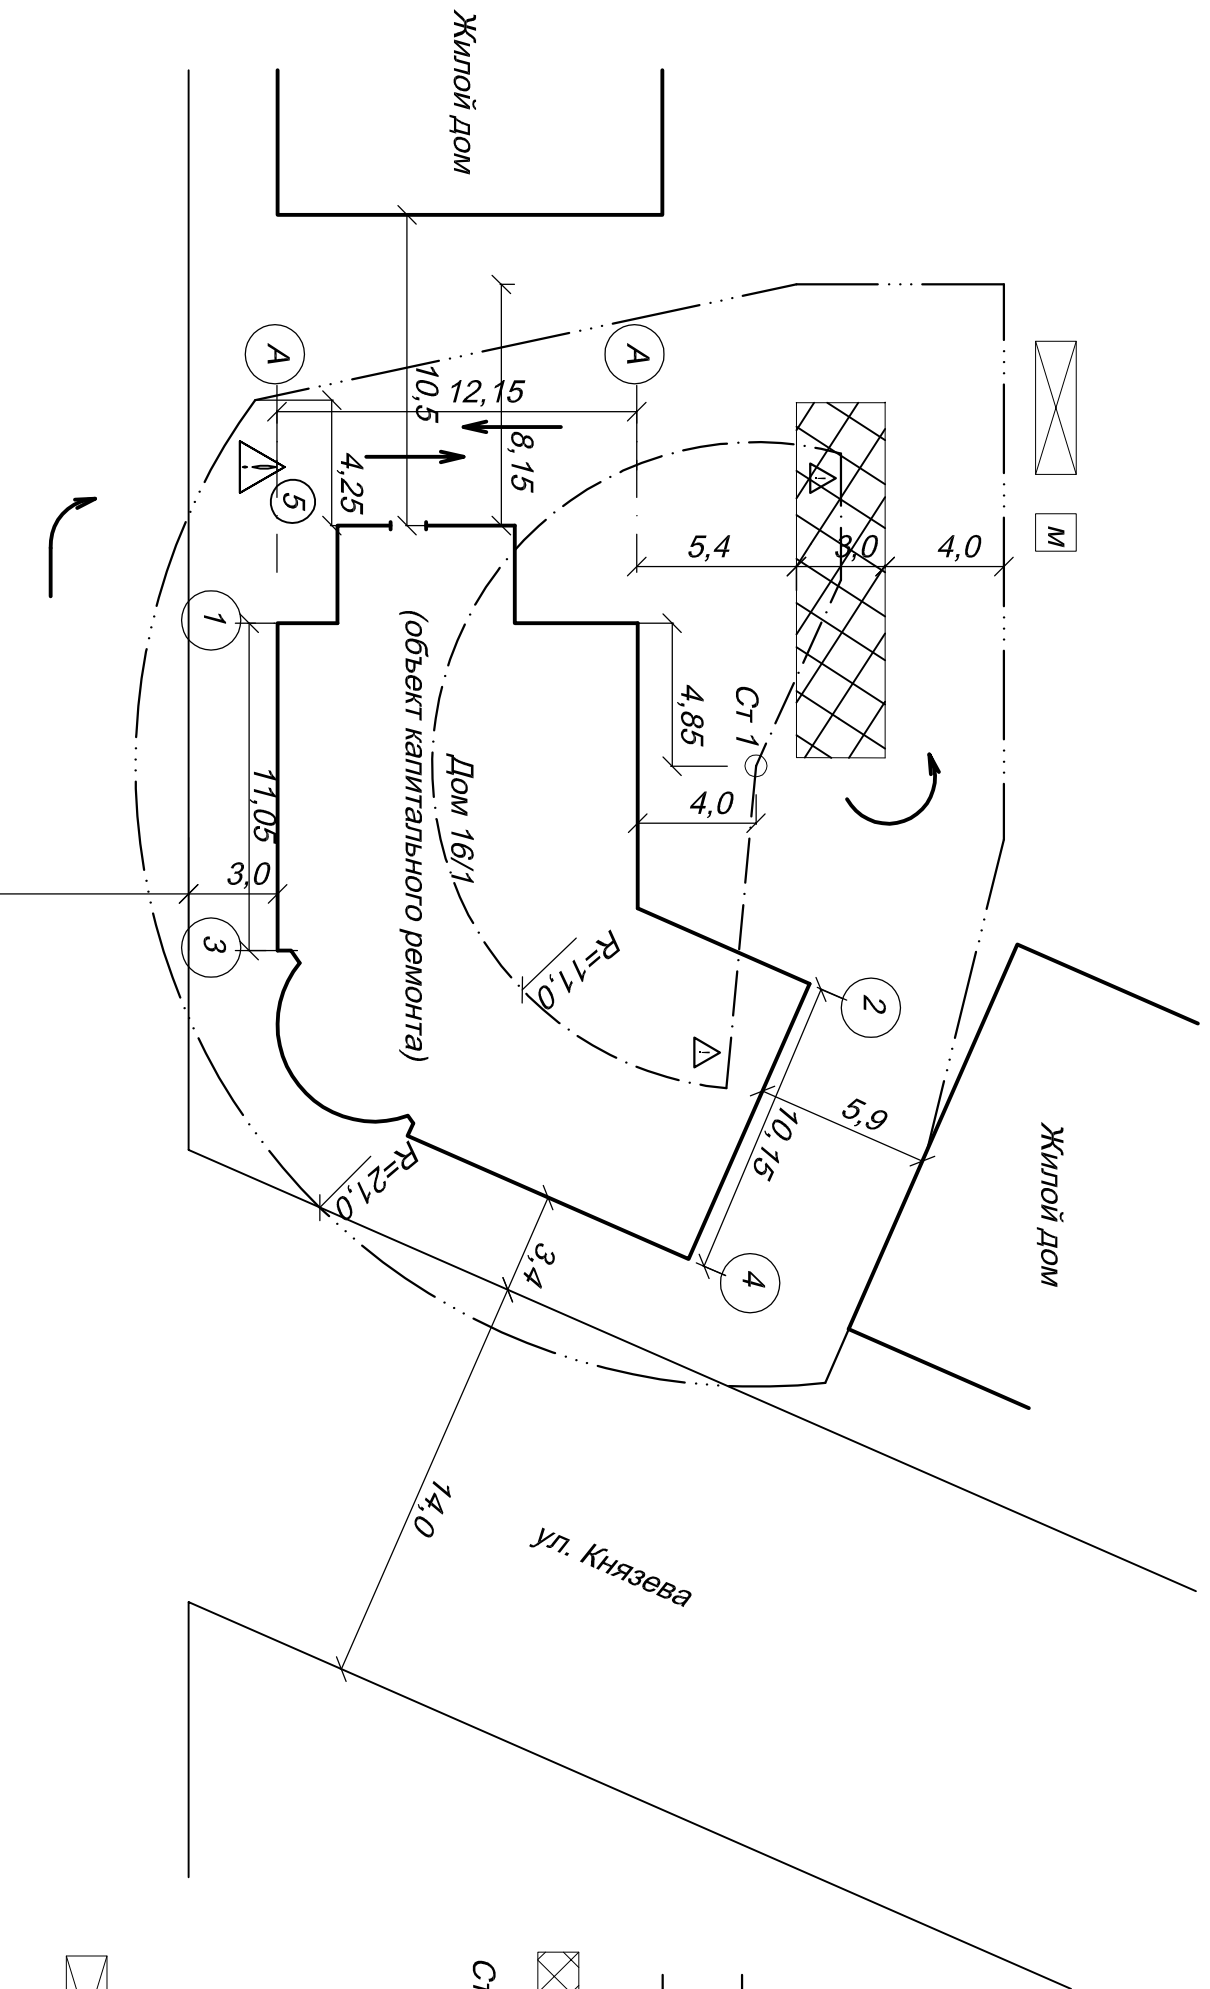 Жилой дом
А
А
10,5
12,15
8,15
4,25
5
м
5,4
3,0
4,0
1
4,85
Ст 1
4,0
Дом 16/1
(объект капитального ремонта)
11,05
3,0
3
R=11,0
2
5,9
10,15
4
Жилой дом
R=21,0
3,4
14,0
ул. Князева